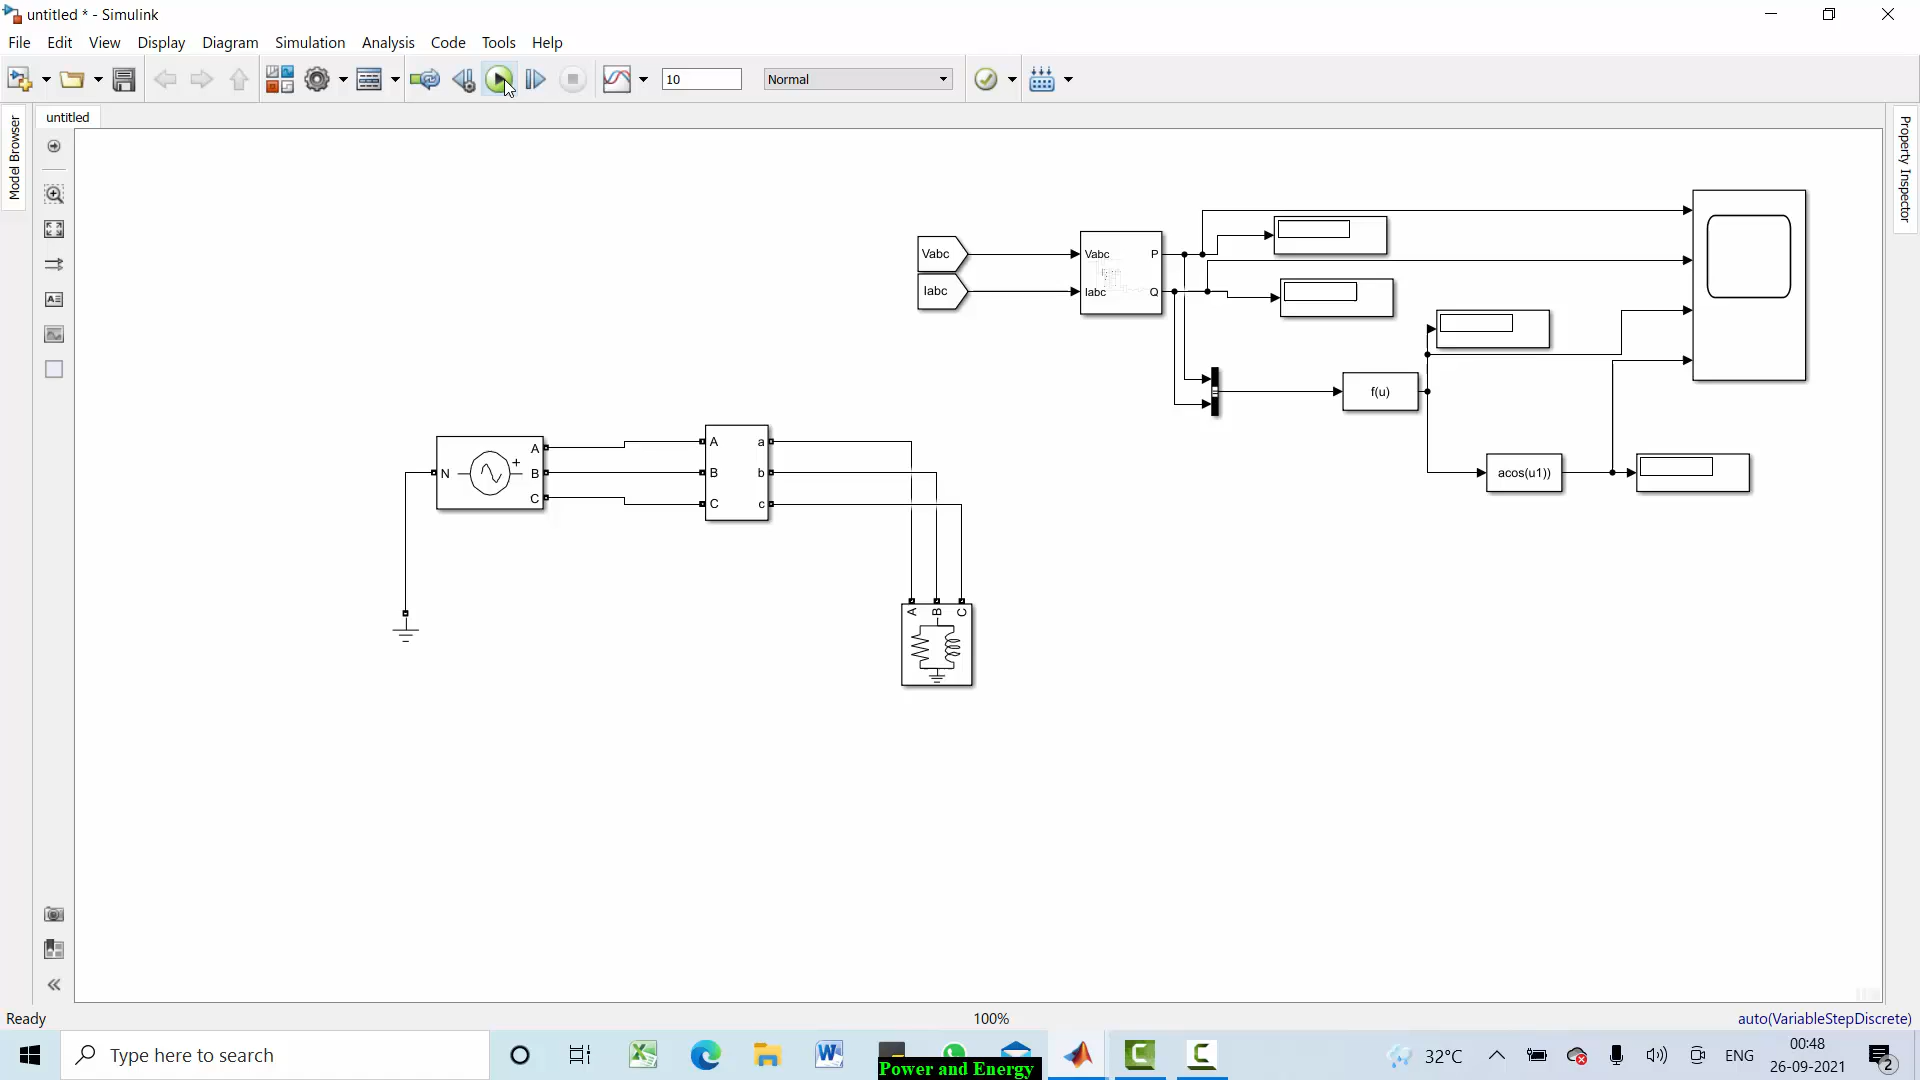 untitled * - Simulink
File Edit View Display Diagram Simulation Analysis Code Tools Help
10 Normal
untitled
Model Browser
Property Inspector
Vabc
Iabc
Vabc P
Iabc Q
f(u)
acos(u1))
N A
B
C
A a
B b
C c
A B C
Ready 100% auto(VariableStepDiscrete)
Type here to search
Power and Energy
32°C ENG
00:48
26-09-2021
2